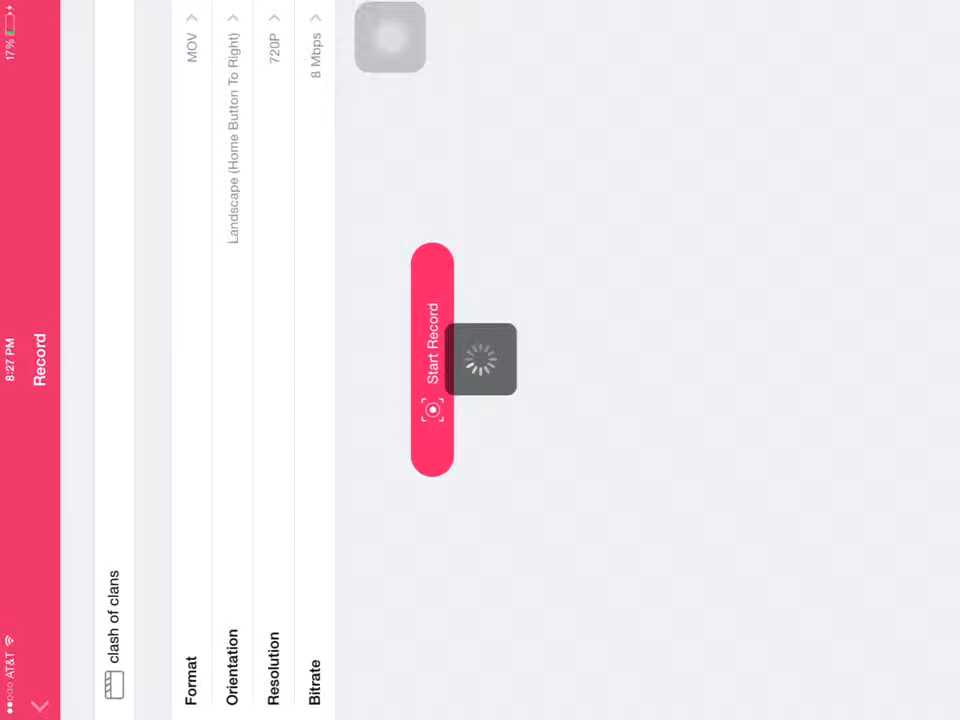 AT&T 8:27 PM 17%
Record
clash of clans
Format MOV
Orientation Landscape (Home Button To Right)
Resolution 720P
Bitrate 8 Mbps
Start Record